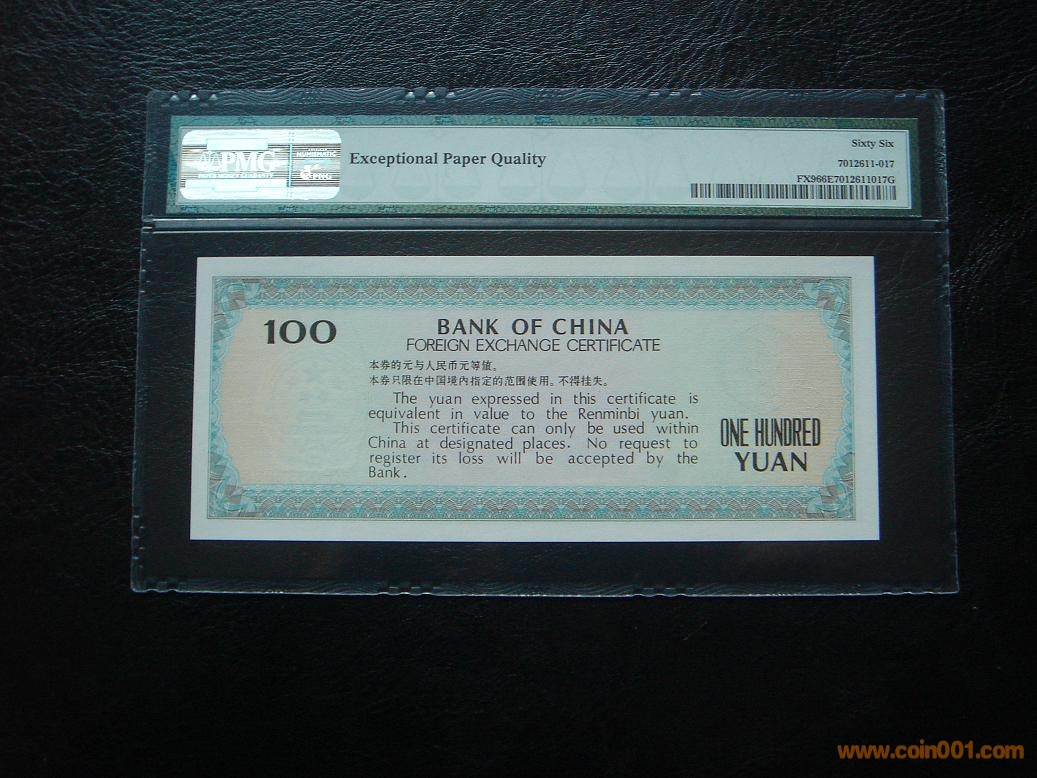 PMG
Exceptional Paper Quality
Sixty Six
7012611-017
FX966E7012611017G
100
BANK OF CHINA
FOREIGN EXCHANGE CERTIFICATE
本券的元与人民币元等值。
本券只限在中国境内指定的范围使用。不得挂失。
The yuan expressed in this certificate is
equivalent in value to the Renminbi yuan.
This certificate can only be used within
China at designated places. No request to
register its loss will be accepted by the
Bank.
ONE HUNDRED
YUAN
www.coin001.com